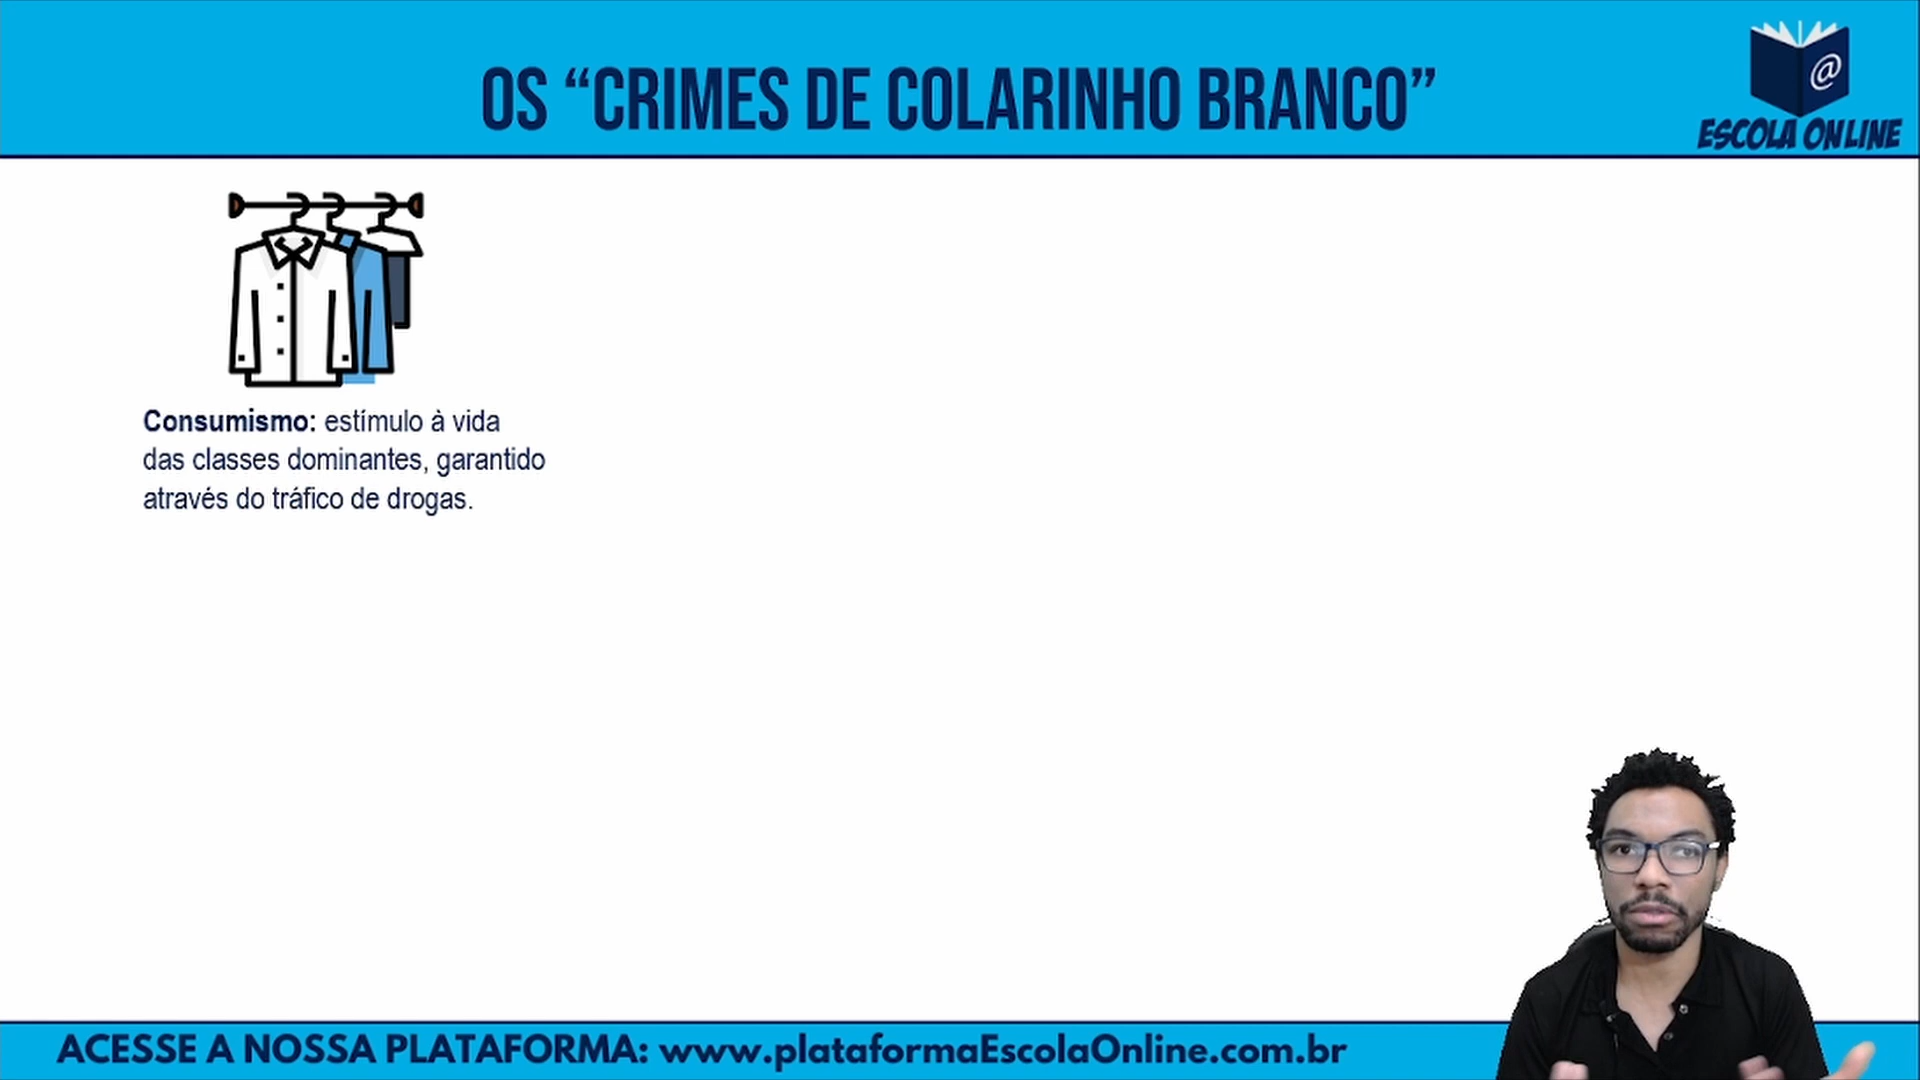 OS “CRIMES DE COLARINHO BRANCO”
@
ESCOLA ONLINE
Consumismo: estímulo à vida
das classes dominantes, garantido
através do tráfico de drogas.
ACESSE A NOSSA PLATAFORMA: www.plataformaEscolaOnline.com.br